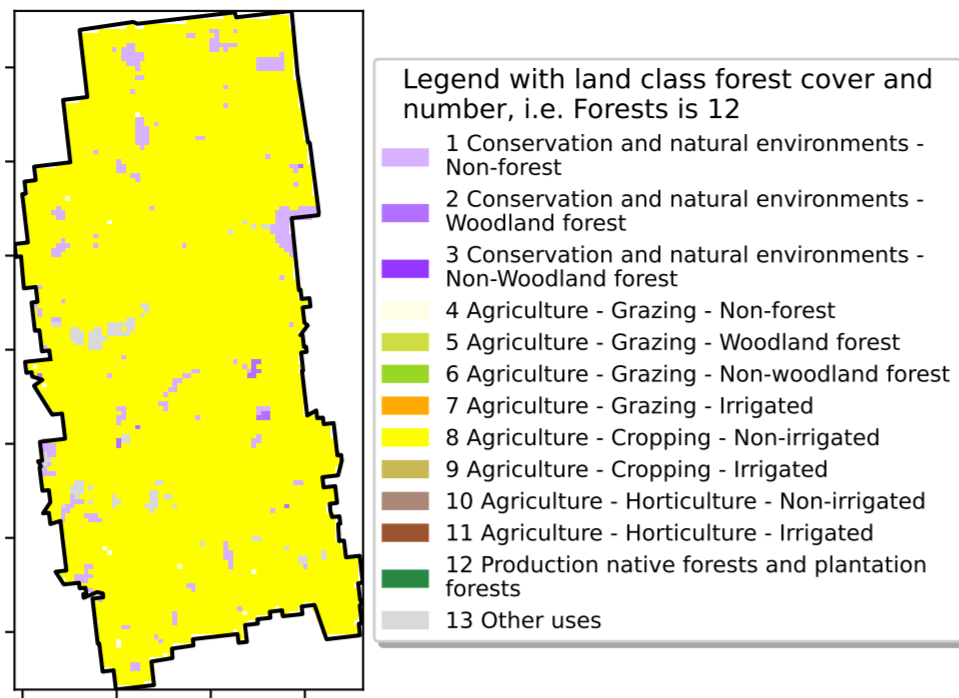 Legend with land class forest cover and
number, i.e. Forests is 12
1 Conservation and natural environments -
Non-forest
2 Conservation and natural environments -
Woodland forest
3 Conservation and natural environments -
Non-Woodland forest
4 Agriculture - Grazing - Non-forest
5 Agriculture - Grazing - Woodland forest
6 Agriculture - Grazing - Non-woodland forest
7 Agriculture - Grazing - Irrigated
8 Agriculture - Cropping - Non-irrigated
9 Agriculture - Cropping - Irrigated
10 Agriculture - Horticulture - Non-irrigated
11 Agriculture - Horticulture - Irrigated
12 Production native forests and plantation
forests
13 Other uses